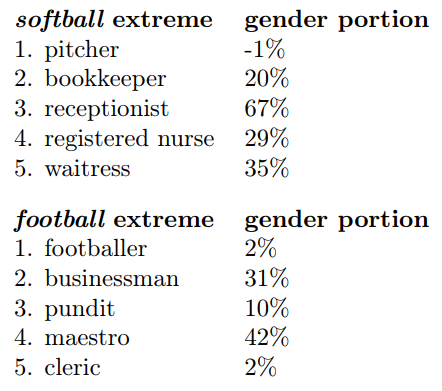 softball extreme gender portion
1. pitcher -1%
2. bookkeeper 20%
3. receptionist 67%
4. registered nurse 29%
5. waitress 35%
football extreme gender portion
1. footballer 2%
2. businessman 31%
3. pundit 10%
4. maestro 42%
5. cleric 2%